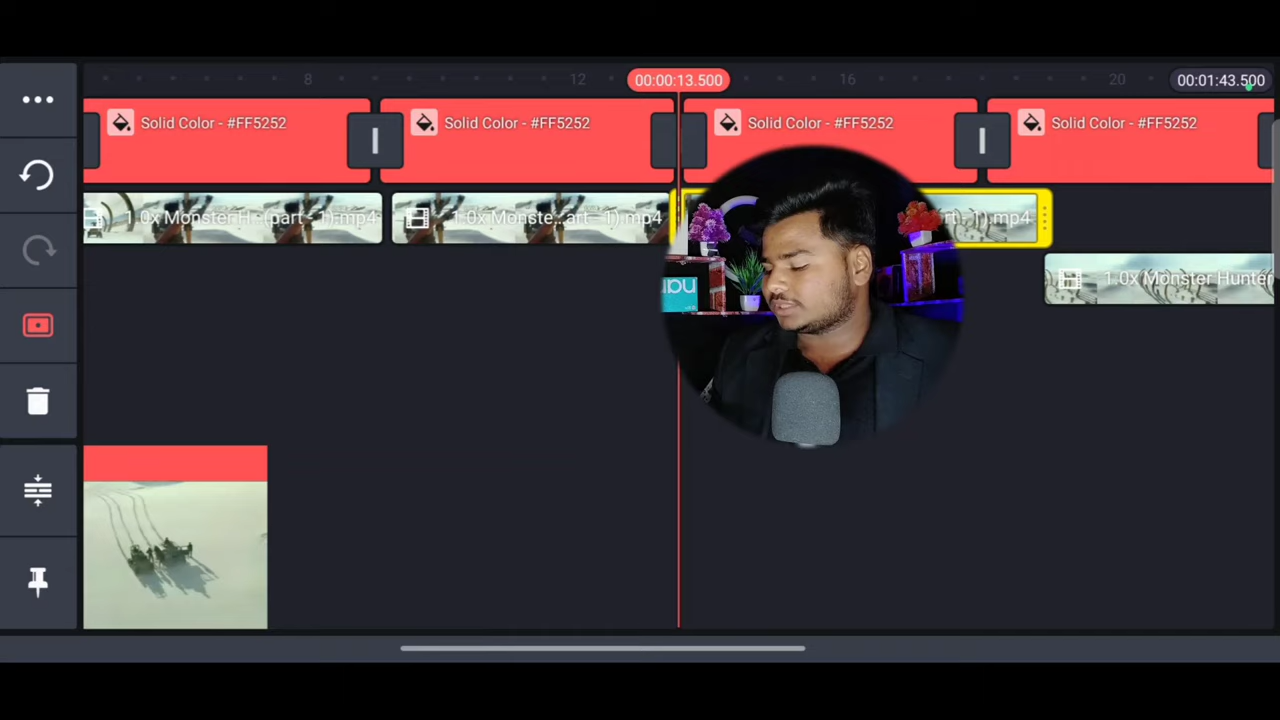 8
12
00:00:13.500
16
20
00:01:43.500
Solid Color - #FF5252
Solid Color - #FF5252
Solid Color - #FF5252
Solid Color - #FF5252
1.0x Monster H...(part - 1).mp4
1.0x Monste...art - 1).mp4
rt - 1).mp4
1.0x Monster Hunter